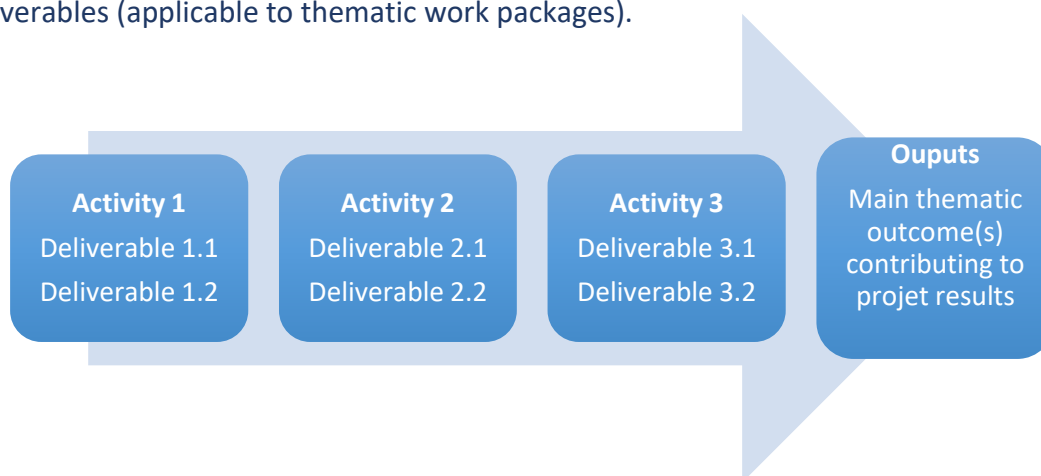 verables (applicable to thematic work packages).
Activity 1
Deliverable 1.1
Deliverable 1.2
Activity 2
Deliverable 2.1
Deliverable 2.2
Activity 3
Deliverable 3.1
Deliverable 3.2
Ouputs
Main thematic
outcome(s)
contributing to
projet results